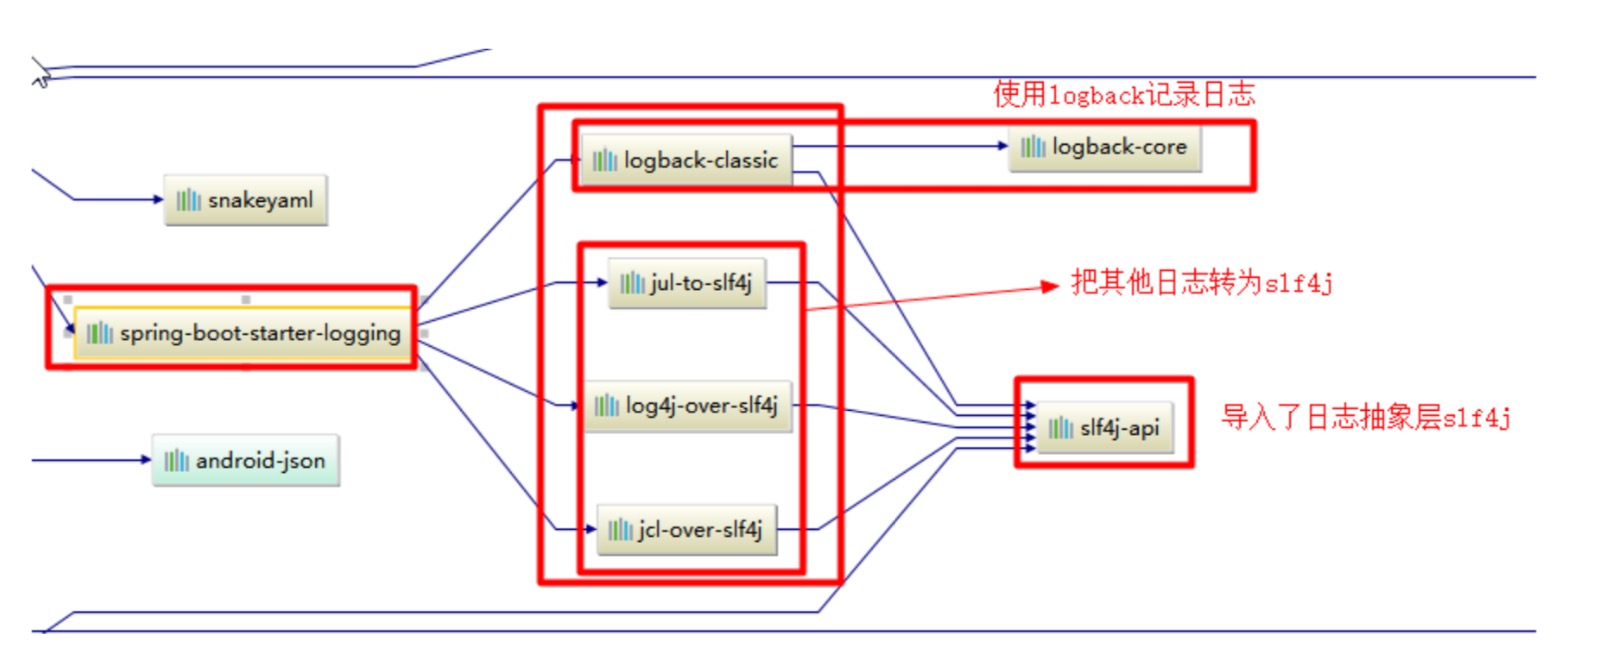 使用logback记录日志
logback-classic
logback-core
snakeyaml
jul-to-slf4j
把其他日志转为slf4j
spring-boot-starter-logging
log4j-over-slf4j
slf4j-api
导入了日志抽象层slf4j
android-json
jcl-over-slf4j